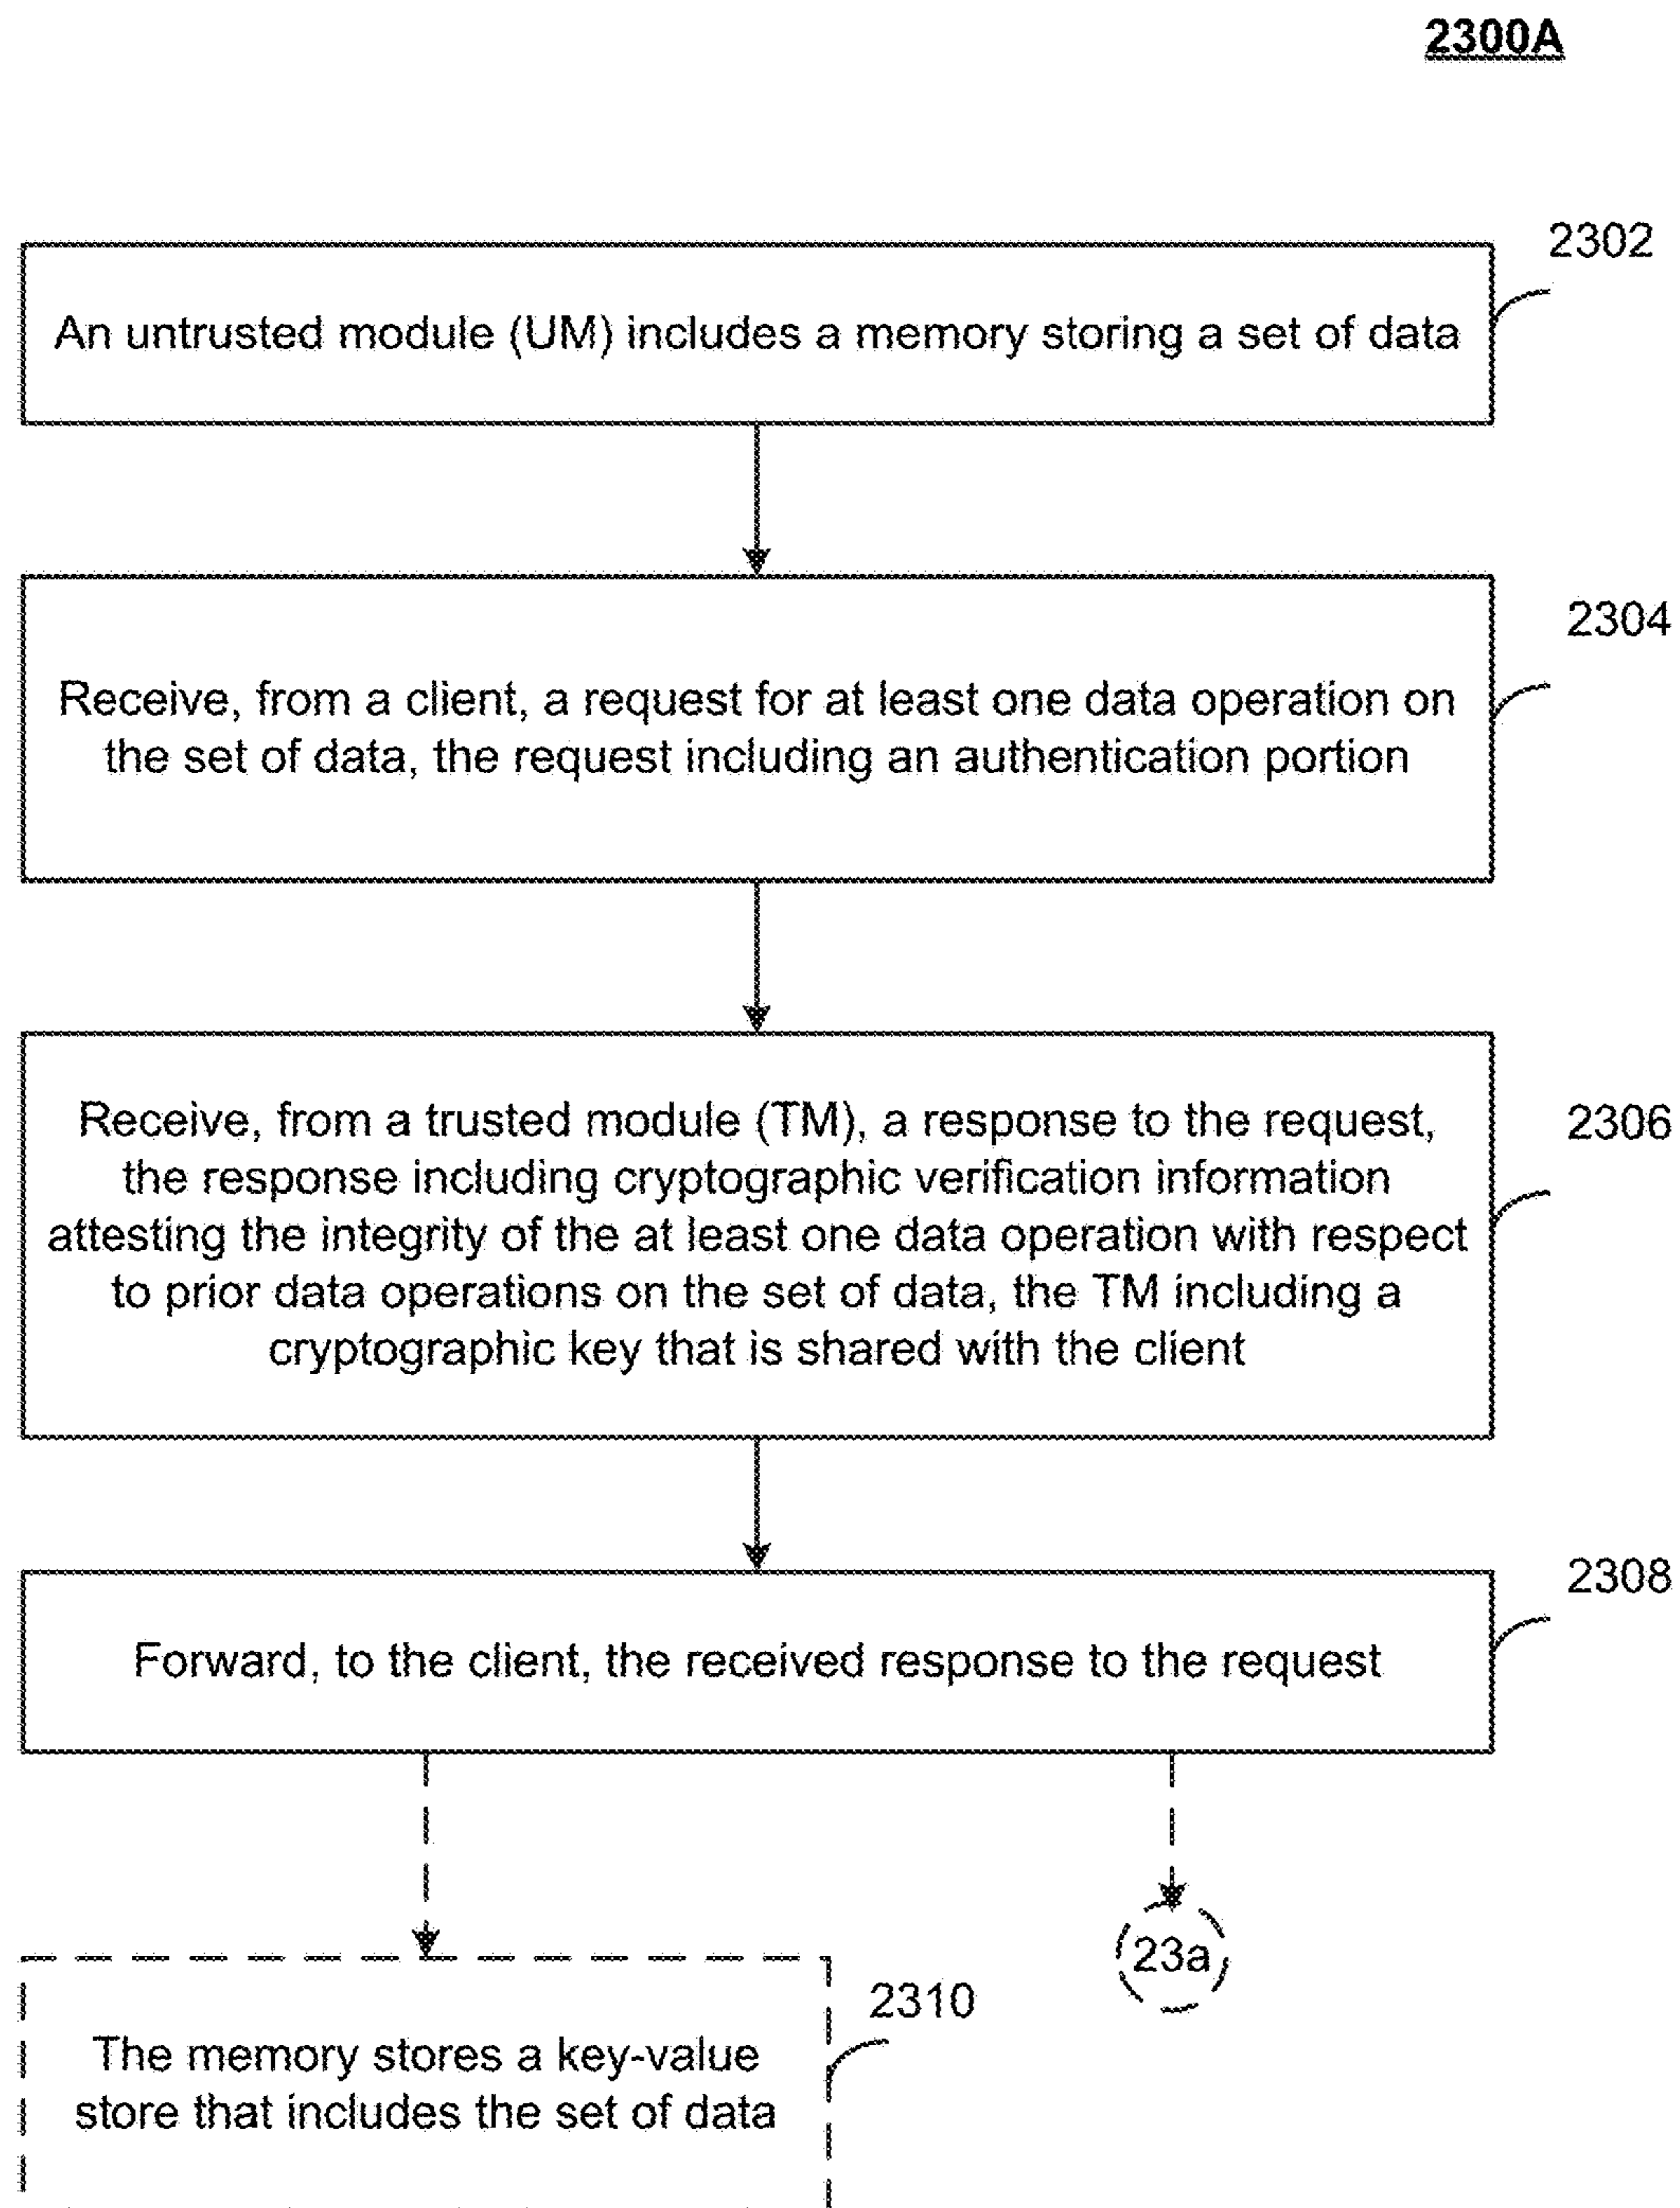 2300A
2302
An untrusted module (UM) includes a memory storing a set of data
2304
Receive, from a client, a request for at least one data operation on
the set of data, the request including an authentication portion
2306
Receive, from a trusted module (TM), a response to the request,
the response including cryptographic verification information
attesting the integrity of the at least one data operation with respect
to prior data operations on the set of data, the TM including a
cryptographic key that is shared with the client
2308
Forward, to the client, the received response to the request
23a
2310
The memory stores a key-value
store that includes the set of data